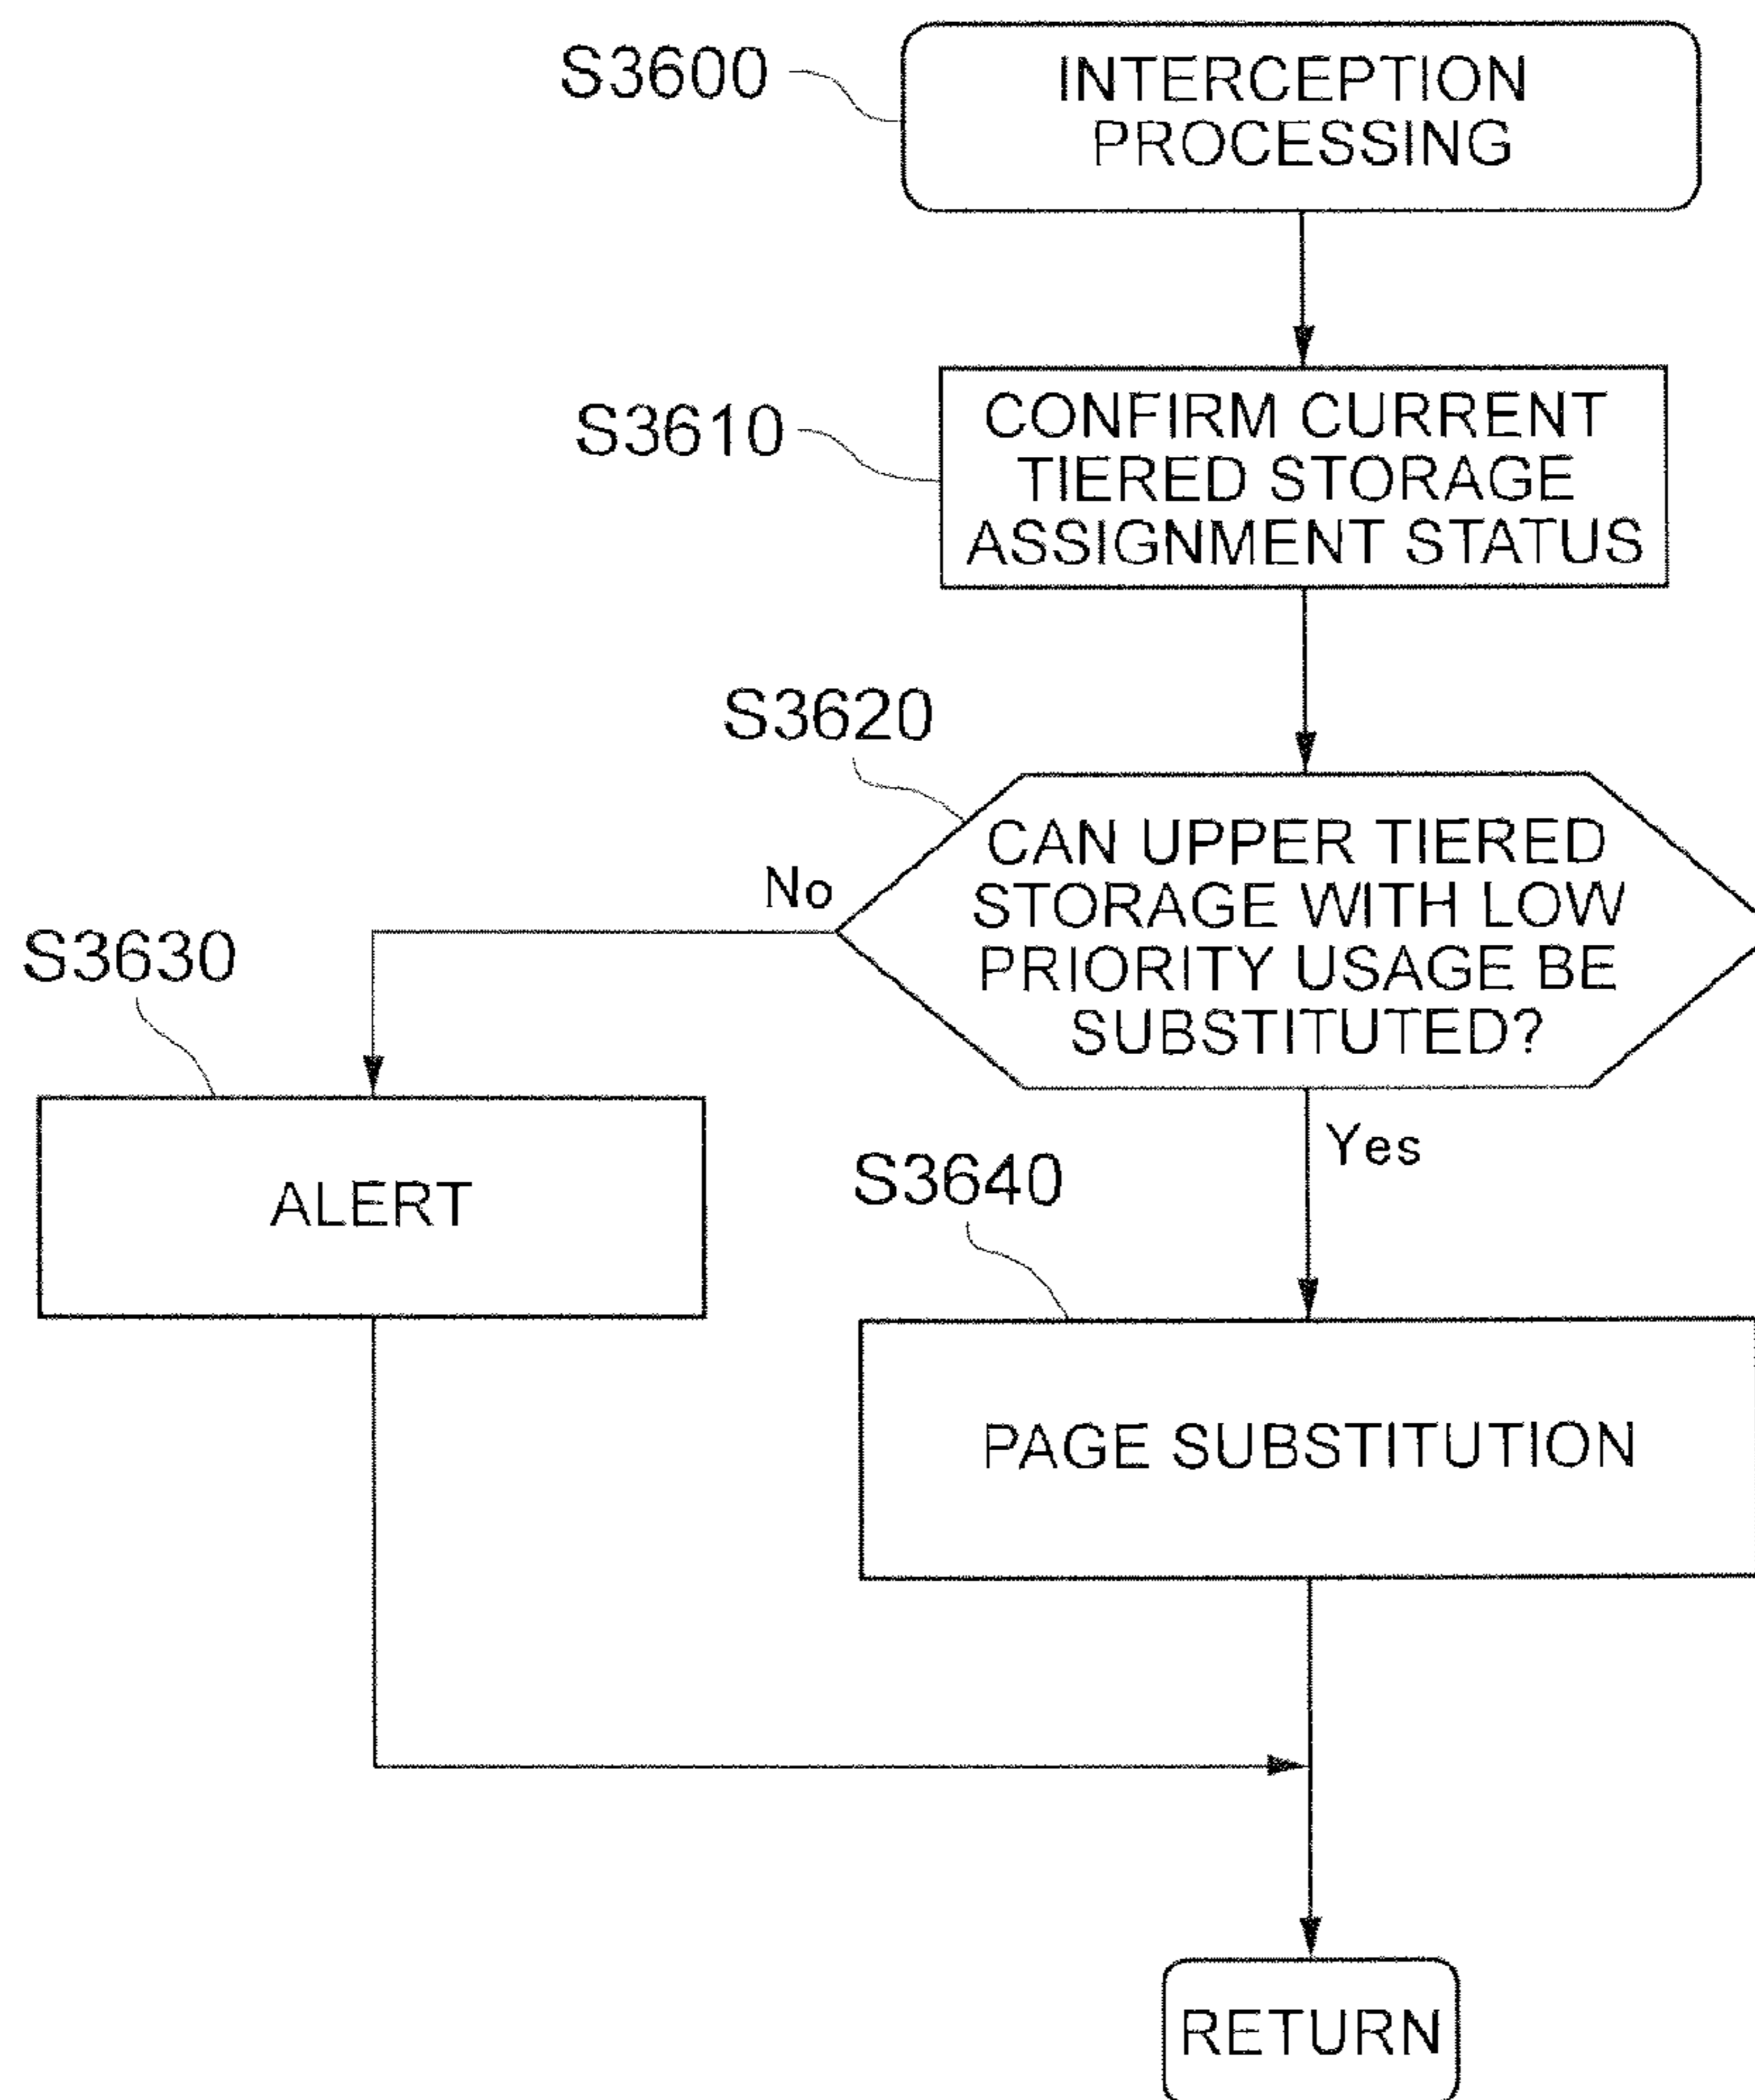 S3600
INTERCEPTION
PROCESSING
S3610
CONFIRM CURRENT
TIERED STORAGE
ASSIGNMENT STATUS
S3620
CAN UPPER TIERED
STORAGE WITH LOW
PRIORITY USAGE BE
SUBSTITUTED?
No
Yes
S3630
ALERT
S3640
PAGE SUBSTITUTION
RETURN